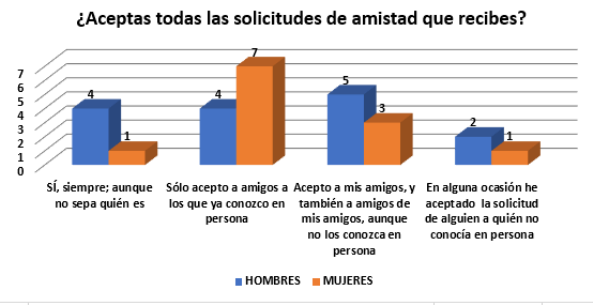 ¿Aceptas todas las solicitudes de amistad que recibes?
7
6
5
4
3
2
1
0
4
1
4
7
5
3
2
1
SÍ, siempre; aunque
no sepa quién es
Sólo acepto a amigos a
los que ya conozco en
persona
Acepto a mis amigos, y
también a amigos de
mis amigos, aunque
no los conozca en
persona
En alguna ocasión he
aceptado la solicitud
de alguien a quién no
conocía en persona
HOMBRES
MUJERES